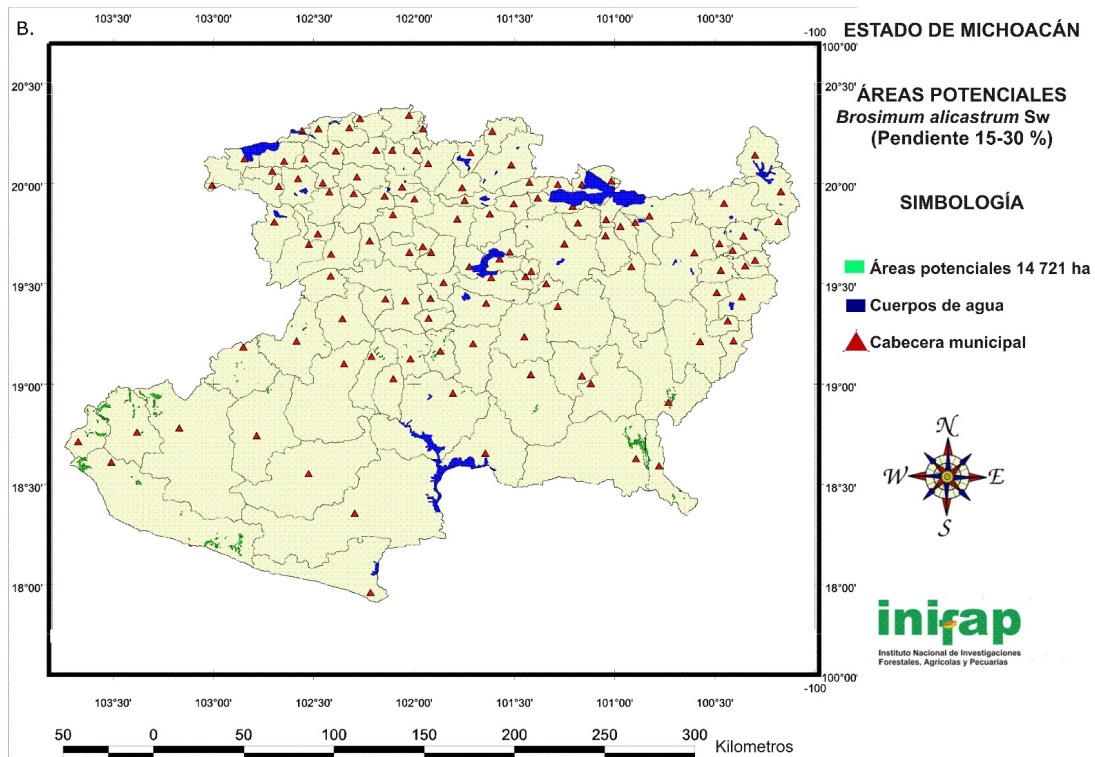 B.
103°30' 103°00' 102°30' 102°00' 101°30' 101°00' 100°30' -100
100°00'
20°30' 20°30'
20°00' 20°00'
19°30' 19°30'
19°00' 19°00'
18°30' 18°30'
18°00' 18°00'
100°00'
103°30' 103°00' 102°30' 102°00' 101°30' 101°00' 100°30' -100
50 0 50 100 150 200 250 300 Kilometros
ESTADO DE MICHOACÁN
ÁREAS POTENCIALES
Brosimum alicastrum Sw
(Pendiente 15-30 %)
SIMBOLOGÍA
Áreas potenciales 14 721 ha
Cuerpos de agua
Cabecera municipal
N
W E
S
inifap
Instituto Nacional de Investigaciones
Forestales, Agrícolas y Pecuarias